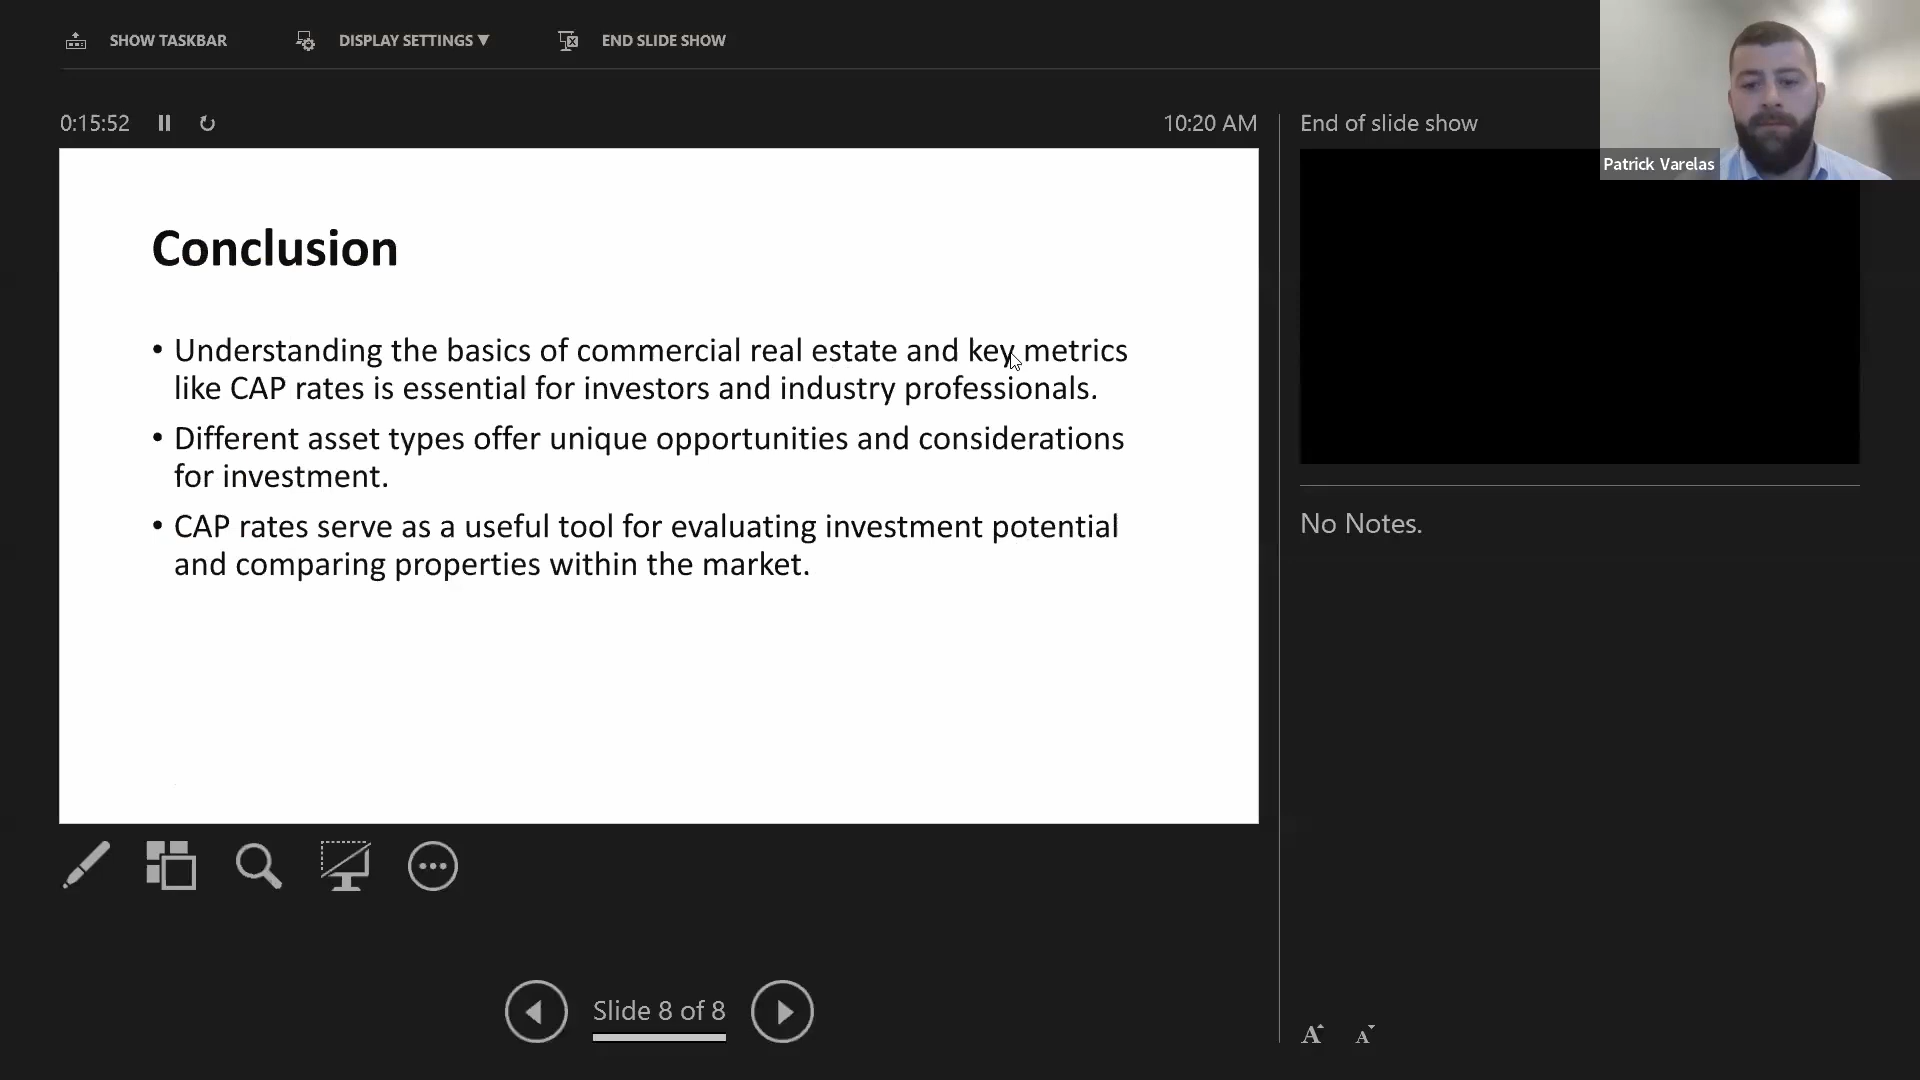 SHOW TASKBAR
DISPLAY SETTINGS ▼
END SLIDE SHOW
0:15:52
10:20 AM
End of slide show
Patrick Varelas
Conclusion
• Understanding the basics of commercial real estate and key metrics
like CAP rates is essential for investors and industry professionals.
• Different asset types offer unique opportunities and considerations
for investment.
• CAP rates serve as a useful tool for evaluating investment potential
and comparing properties within the market.
No Notes.
Slide 8 of 8
A A